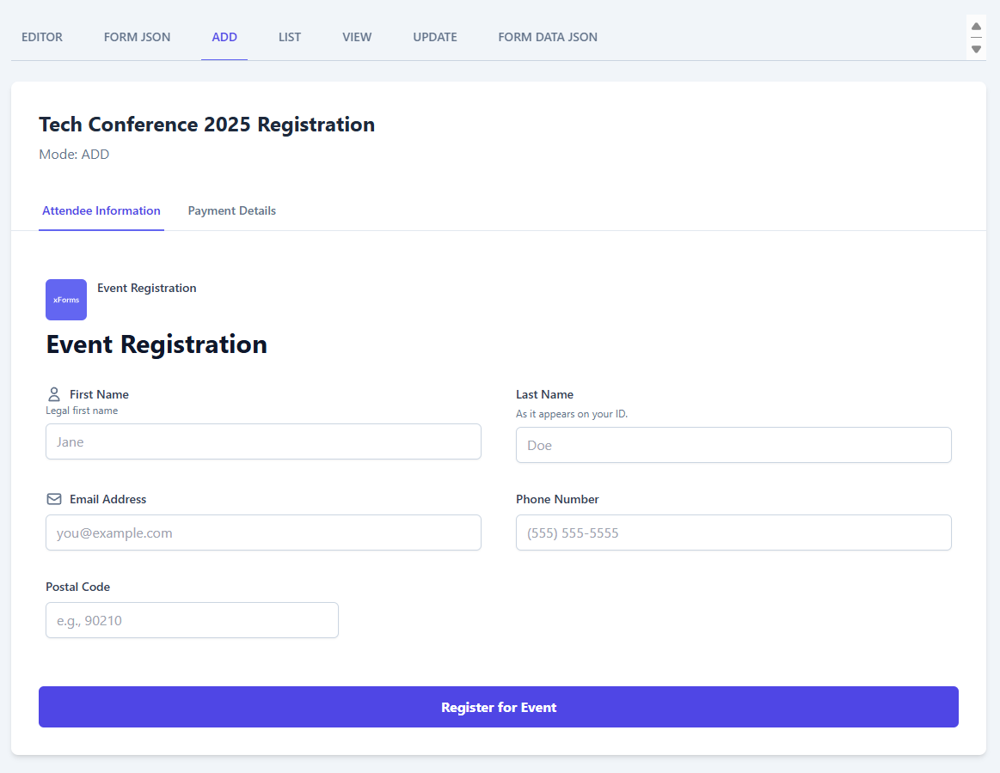 EDITOR FORM JSON ADD LIST VIEW UPDATE FORM DATA JSON
Tech Conference 2025 Registration
Mode: ADD
Attendee Information Payment Details
xForms Event Registration
Event Registration
First Name
Legal first name
Jane
Last Name
As it appears on your ID.
Doe
Email Address
you@example.com
Phone Number
(555) 555-5555
Postal Code
e.g., 90210
Register for Event